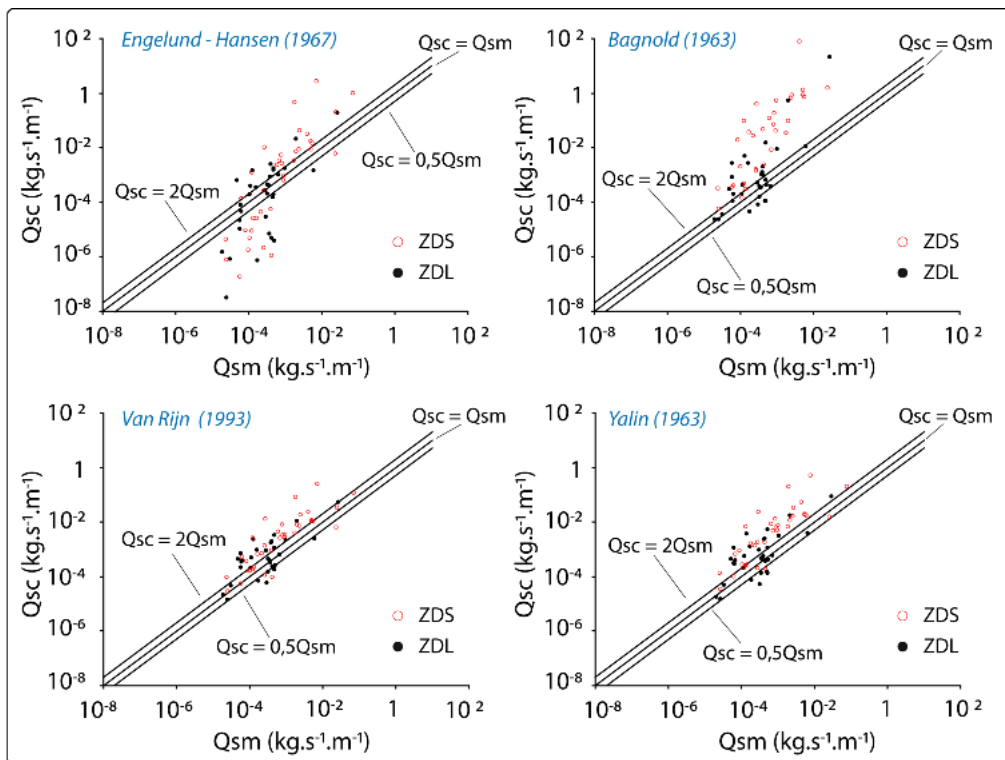 Engelund - Hansen (1967)
10 2
1
10-2
10-4
10-6
10-8
Qsc (kg.s-1.m-1)
Qsc = Qsm
Qsc = 0,5Qsm
Qsc = 2Qsm
ZDS
ZDL
10-8
10-6
10-4
10-2
1
10 2
Qsm (kg.s-1.m-1)
Bagnold (1963)
10 2
1
10-2
10-4
10-6
10-8
Qsc (kg.s-1.m-1)
Qsc = Qsm
Qsc = 2Qsm
Qsc = 0,5Qsm
ZDS
ZDL
10-8
10-6
10-4
10-2
1
10 2
Qsm (kg.s-1.m-1)
Van Rijn (1993)
10 2
1
10-2
10-4
10-6
10-8
Qsc (kg.s-1.m-1)
Qsc = Qsm
Qsc = 2Qsm
Qsc = 0,5Qsm
ZDS
ZDL
10-8
10-6
10-4
10-2
1
10 2
Qsm (kg.s-1.m-1)
Yalin (1963)
10 2
1
10-2
10-4
10-6
10-8
Qsc (kg.s-1.m-1)
Qsc = Qsm
Qsc = 2Qsm
Qsc = 0,5Qsm
ZDS
ZDL
10-8
10-6
10-4
10-2
1
10 2
Qsm (kg.s-1.m-1)